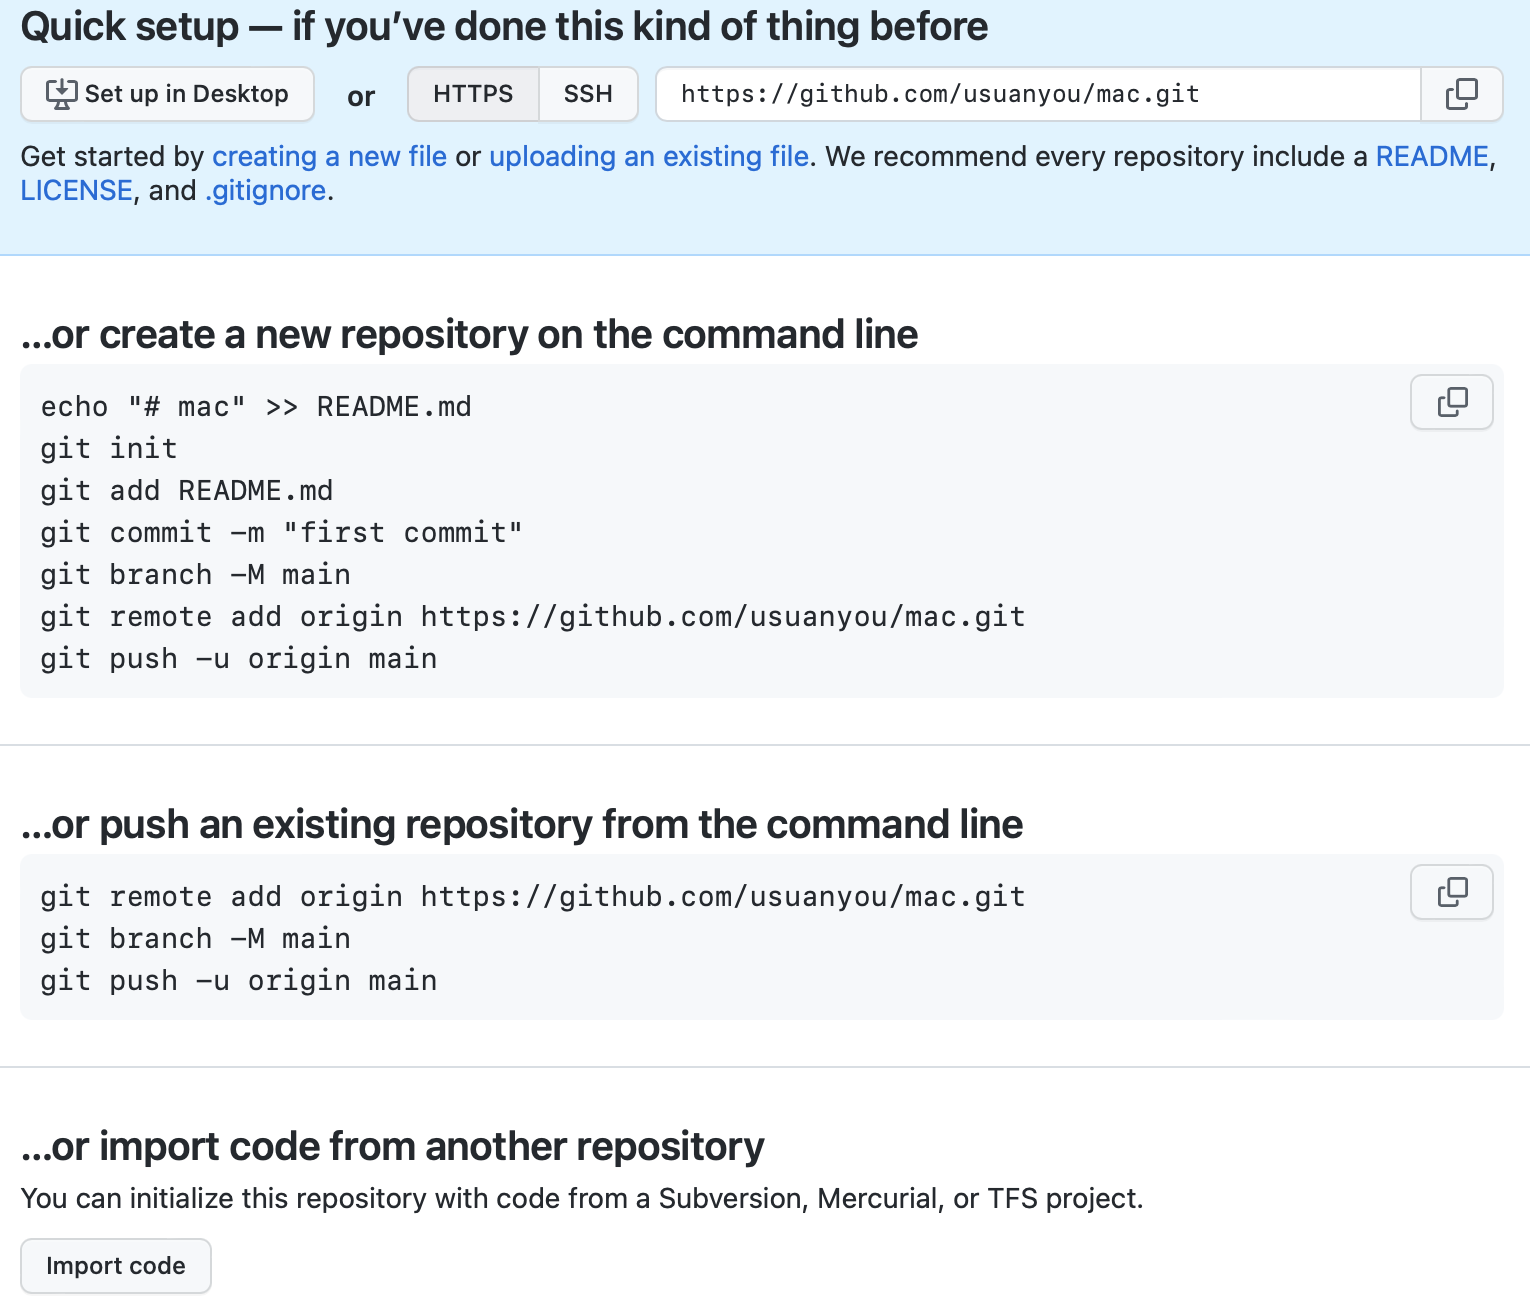 Quick setup — if you’ve done this kind of thing before
Set up in Desktop or HTTPS SSH https://github.com/usuanyou/mac.git
Get started by creating a new file or uploading an existing file. We recommend every repository include a README,
LICENSE, and .gitignore.
…or create a new repository on the command line
echo "# mac" >> README.md
git init
git add README.md
git commit -m "first commit"
git branch -M main
git remote add origin https://github.com/usuanyou/mac.git
git push -u origin main
…or push an existing repository from the command line
git remote add origin https://github.com/usuanyou/mac.git
git branch -M main
git push -u origin main
…or import code from another repository
You can initialize this repository with code from a Subversion, Mercurial, or TFS project.
Import code